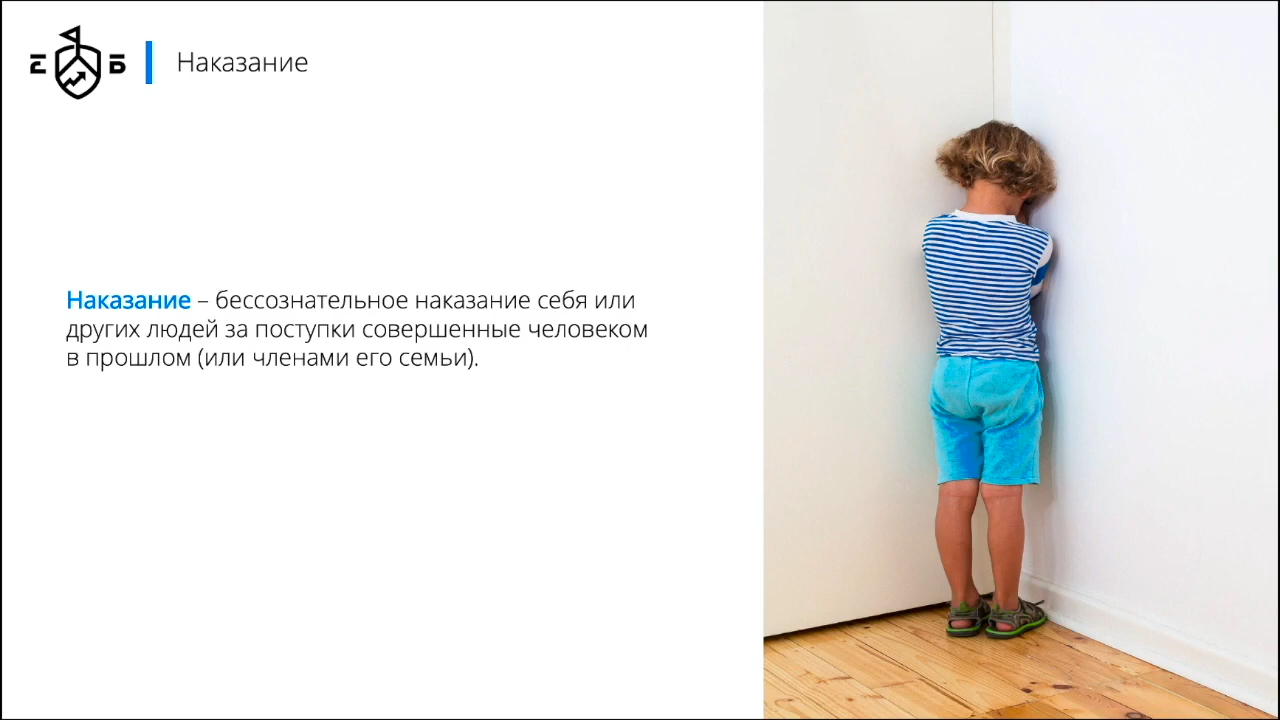 Е Б
Наказание
Наказание – бессознательное наказание себя или
других людей за поступки совершенные человеком
в прошлом (или членами его семьи).